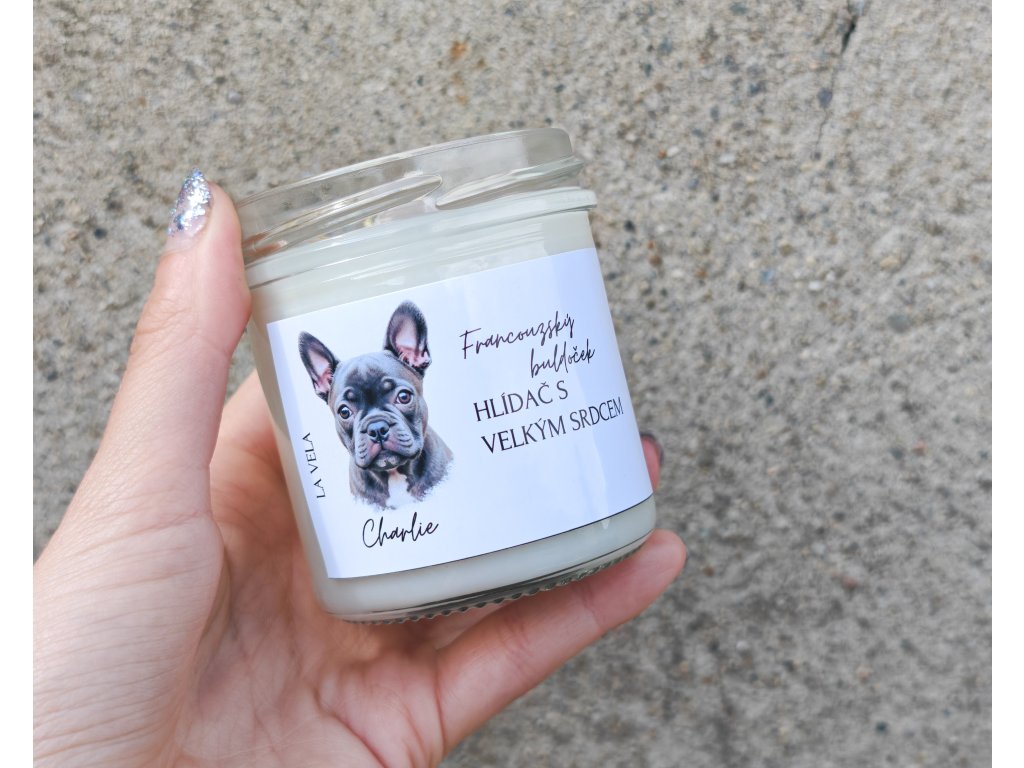 Francouzský
buldoček
HLÍDAČ S
VELKÝM SRDCEM
LA VELA
Charlie